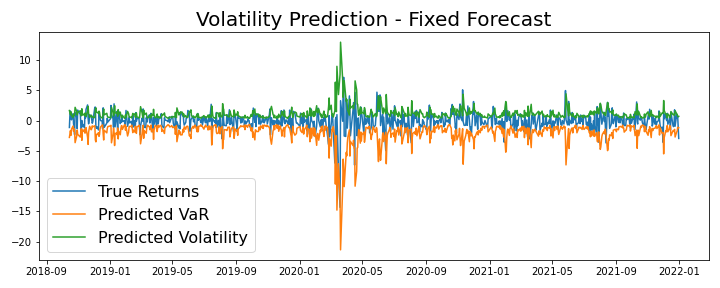 Volatility Prediction - Fixed Forecast
10
5
0
−5
−10
−15
−20
True Returns
Predicted VaR
Predicted Volatility
2018-09 2019-01 2019-05 2019-09 2020-01 2020-05 2020-09 2021-01 2021-05 2021-09 2022-01